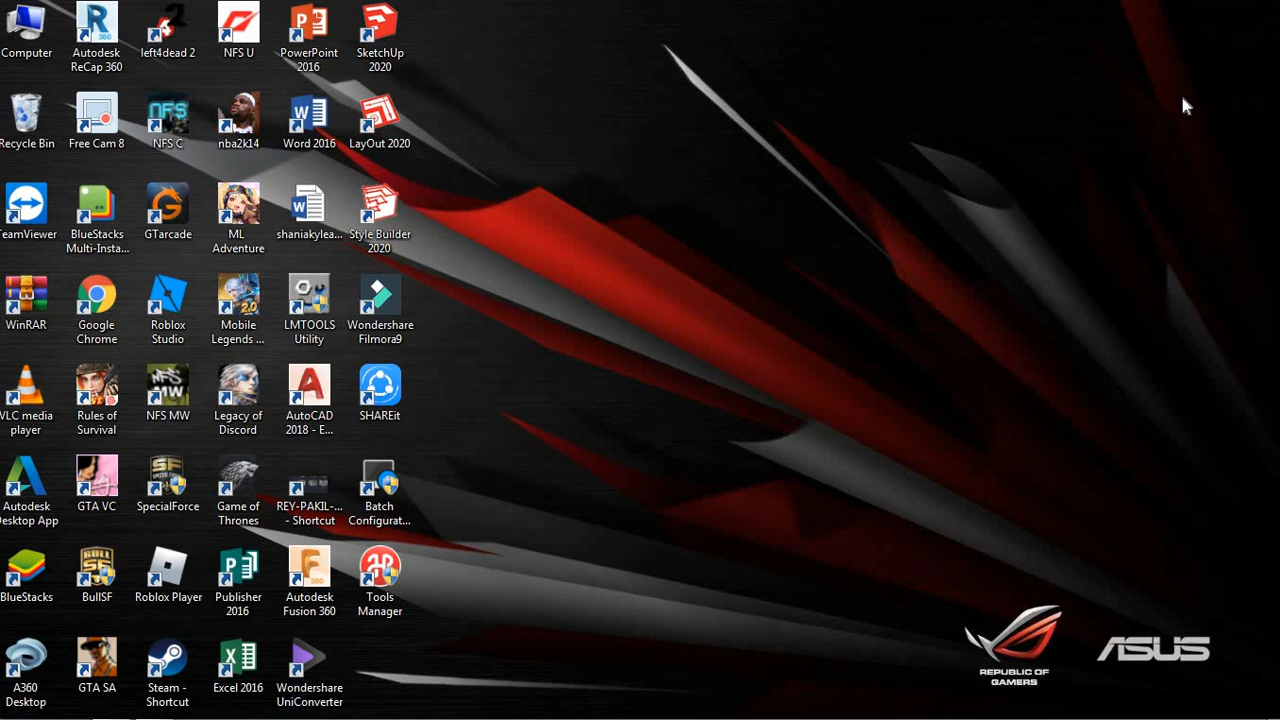 Computer
Autodesk
ReCap 360
left4dead 2
NFS U
PowerPoint
2016
SketchUp
2020
Recycle Bin
Free Cam 8
NFS C
nba2k14
Word 2016
LayOut 2020
TeamViewer
BlueStacks
Multi-Insta...
GTarcade
ML
Adventure
shaniakylea...
Style Builder
2020
WinRAR
Google
Chrome
Roblox
Studio
Mobile
Legends ...
LMTOOLS
Utility
Wondershare
Filmora9
VLC media
player
Rules of
Survival
NFS MW
Legacy of
Discord
AutoCAD
2018 - E...
SHAREit
Autodesk
Desktop App
GTA VC
SpecialForce
Game of
Thrones
REY-PAKIL-...
- Shortcut
Batch
Configurat...
BlueStacks
BullSF
Roblox Player
Publisher
2016
Autodesk
Fusion 360
Tools
Manager
A360
Desktop
GTA SA
Steam -
Shortcut
Excel 2016
Wondershare
UniConverter
REPUBLIC OF
GAMERS
ASUS